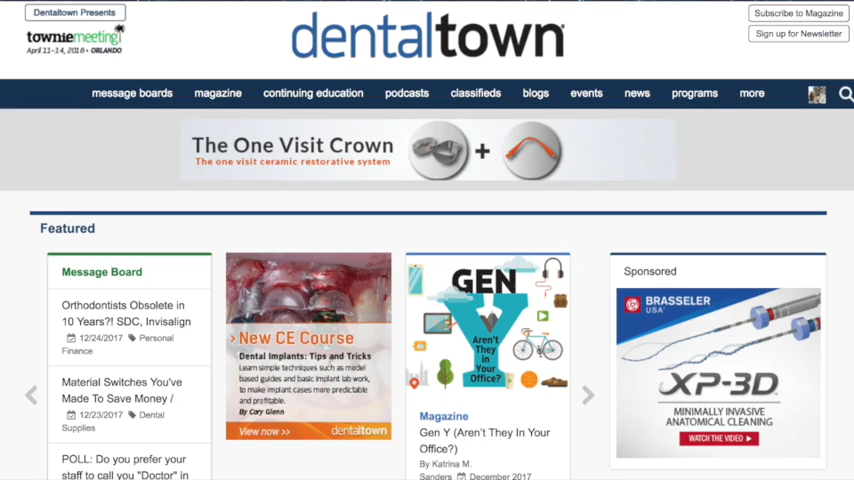 Dentaltown Presents
towniemeeting
April 11-14, 2018 • ORLANDO
dentaltown
Subscribe to Magazine
Sign up for Newsletter
message boards magazine continuing education podcasts classifieds blogs events news programs more
The One Visit Crown
The one visit ceramic restorative system
+
Featured
Message Board
Orthodontists Obsolete in
10 Years?! SDC, Invisalign
12/24/2017 Personal
Finance
Material Switches You've
Made To Save Money /
12/23/2017 Dental
Supplies
POLL: Do you prefer your
staff to call you "Doctor" in
› New CE Course
Dental Implants: Tips and Tricks
Learn simple techniques such as model
based guides and basic implant lab work,
to make implant cases more predictable
and profitable.
By Cory Glenn
View now >> dentaltown
GEN
Y
Aren't
They
in
Your
Office?
Magazine
Gen Y (Aren't They In Your
Office?)
By Katrina M.
Sanders December 2017
Sponsored
BRASSELER
USA
XP-3D
MINIMALLY INVASIVE
ANATOMICAL CLEANING
WATCH THE VIDEO